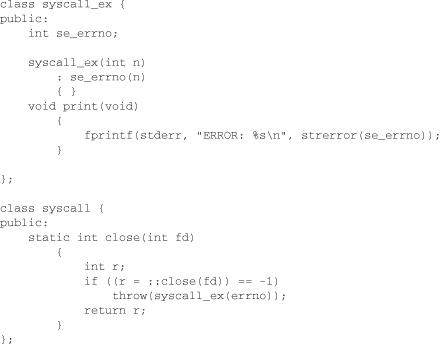 class syscall_ex {
public:
    int se_errno;

    syscall_ex(int n)
        : se_errno(n)
        { }
    void print(void)
        {
            fprintf(stderr, "ERROR: %s\n", strerror(se_errno));
        }

};

class syscall {
public:
    static int close(int fd)
        {
            int r;
            if ((r = ::close(fd)) == -1)
                throw(syscall_ex(errno));
            return r;
        }
};